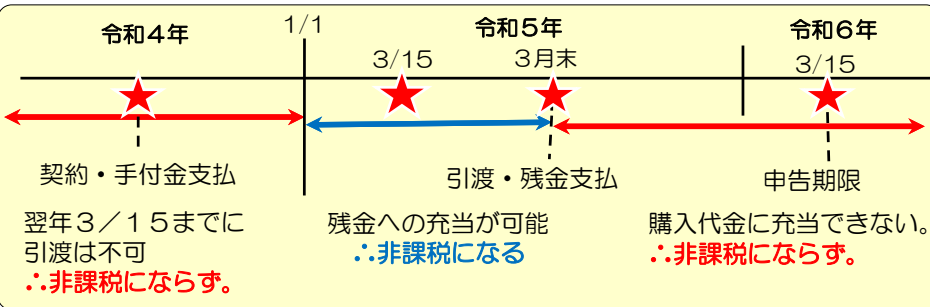 令和4年
1/1
令和5年
令和6年
3/15
3月末
3/15
契約・手付金支払
引渡・残金支払
申告期限
翌年3/15までに
引渡は不可
∴非課税にならず。
残金への充当が可能
∴非課税になる
購入代金に充当できない。
∴非課税にならず。